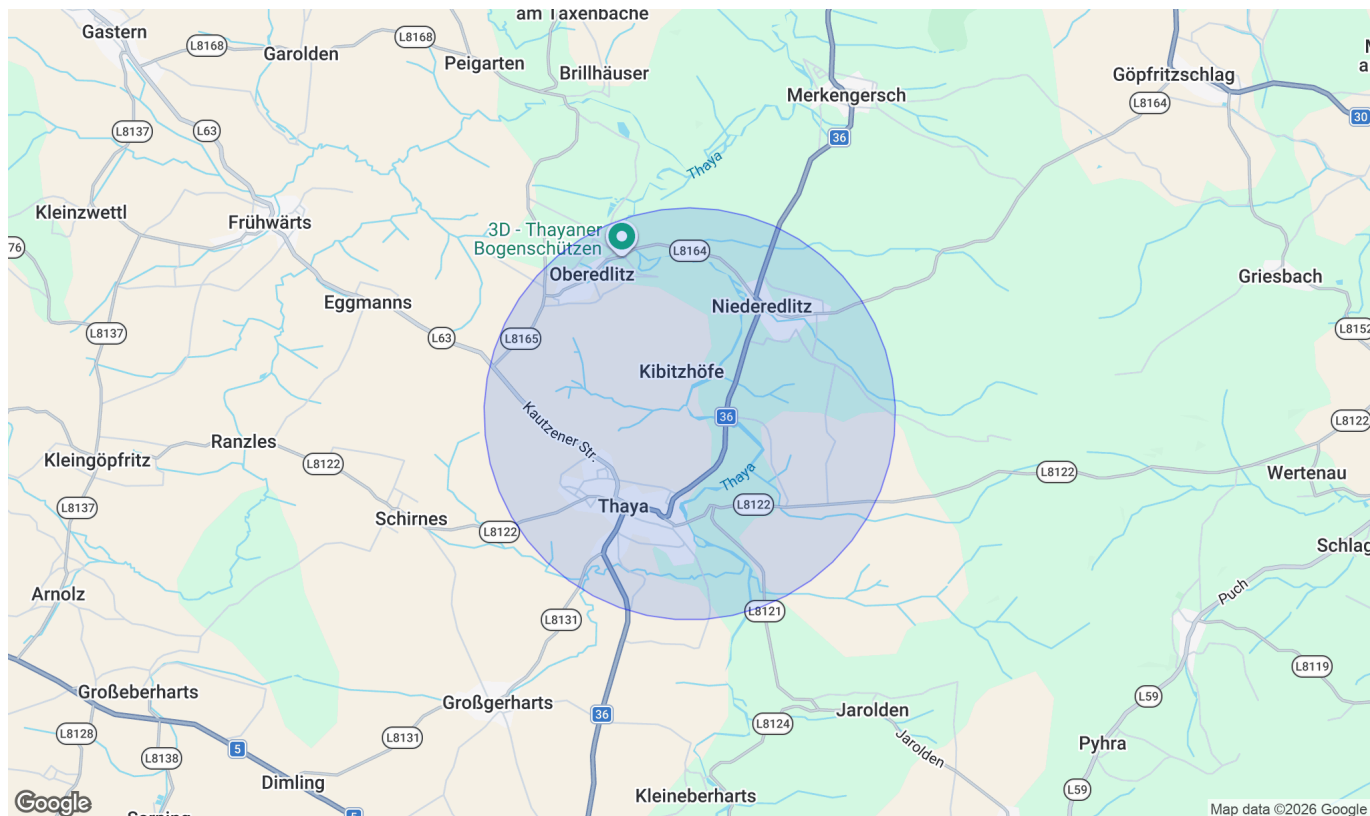 am Taxenbache
Gastern
L8168
L8168
Garolden
Peigarten
Brillhäuser
Göpfritzschlag
Merkengersch
L8164
30
L8137
L63
36
Thaya
Kleinzwettl
Frühwärts
3D - Thayaner
Bogenschützen
76
L8164
Oberedlitz
Griesbach
Eggmanns
Niederedlitz
L8137
L63
L8165
L8152
Kibitzhöfe
Kautzener Str.
36
L8122
Ranzles
Kleingöpfritz
L8122
L8122
Wertenau
Thaya
L8137
Thaya
L8122
Schirnes
L8122
Schlag
Arnolz
Puch
L8131
L8121
L8119
Großeberharts
L59
Großgerharts
Jarolden
36
L8124
L8128
L8131
Jarolden
Pyhra
5
L8138
Dimling
L59
Kleineberharts
Google
5
Map data ©2026 Google